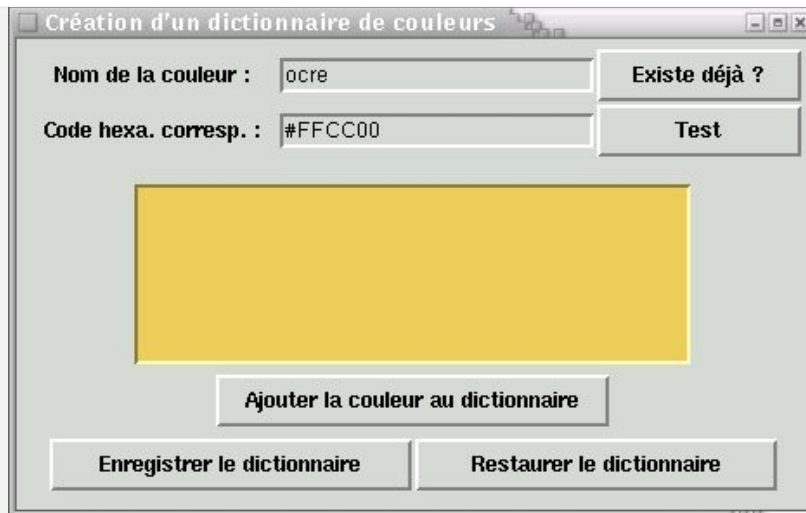 Création d'un dictionnaire de couleurs
Nom de la couleur : ocre Existe déjà ?
Code hexa. corresp. : #FFCC00 Test
Ajouter la couleur au dictionnaire
Enregistrer le dictionnaire Restaurer le dictionnaire